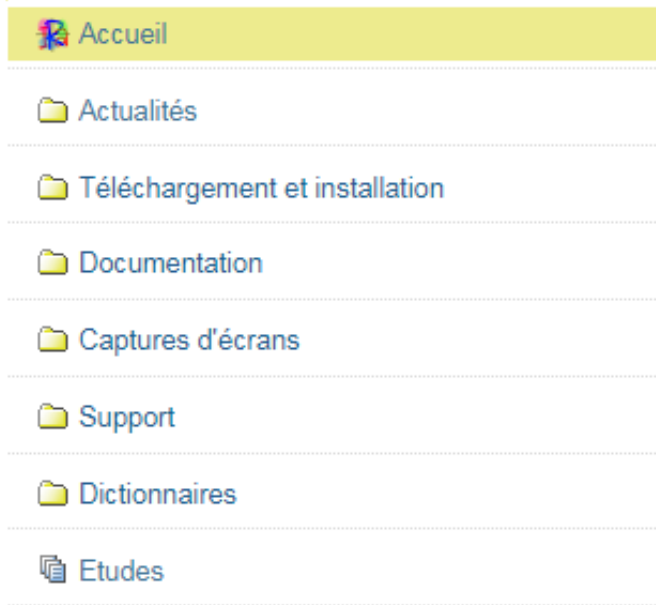 Accueil
Actualités
Téléchargement et installation
Documentation
Captures d'écrans
Support
Dictionnaires
Etudes